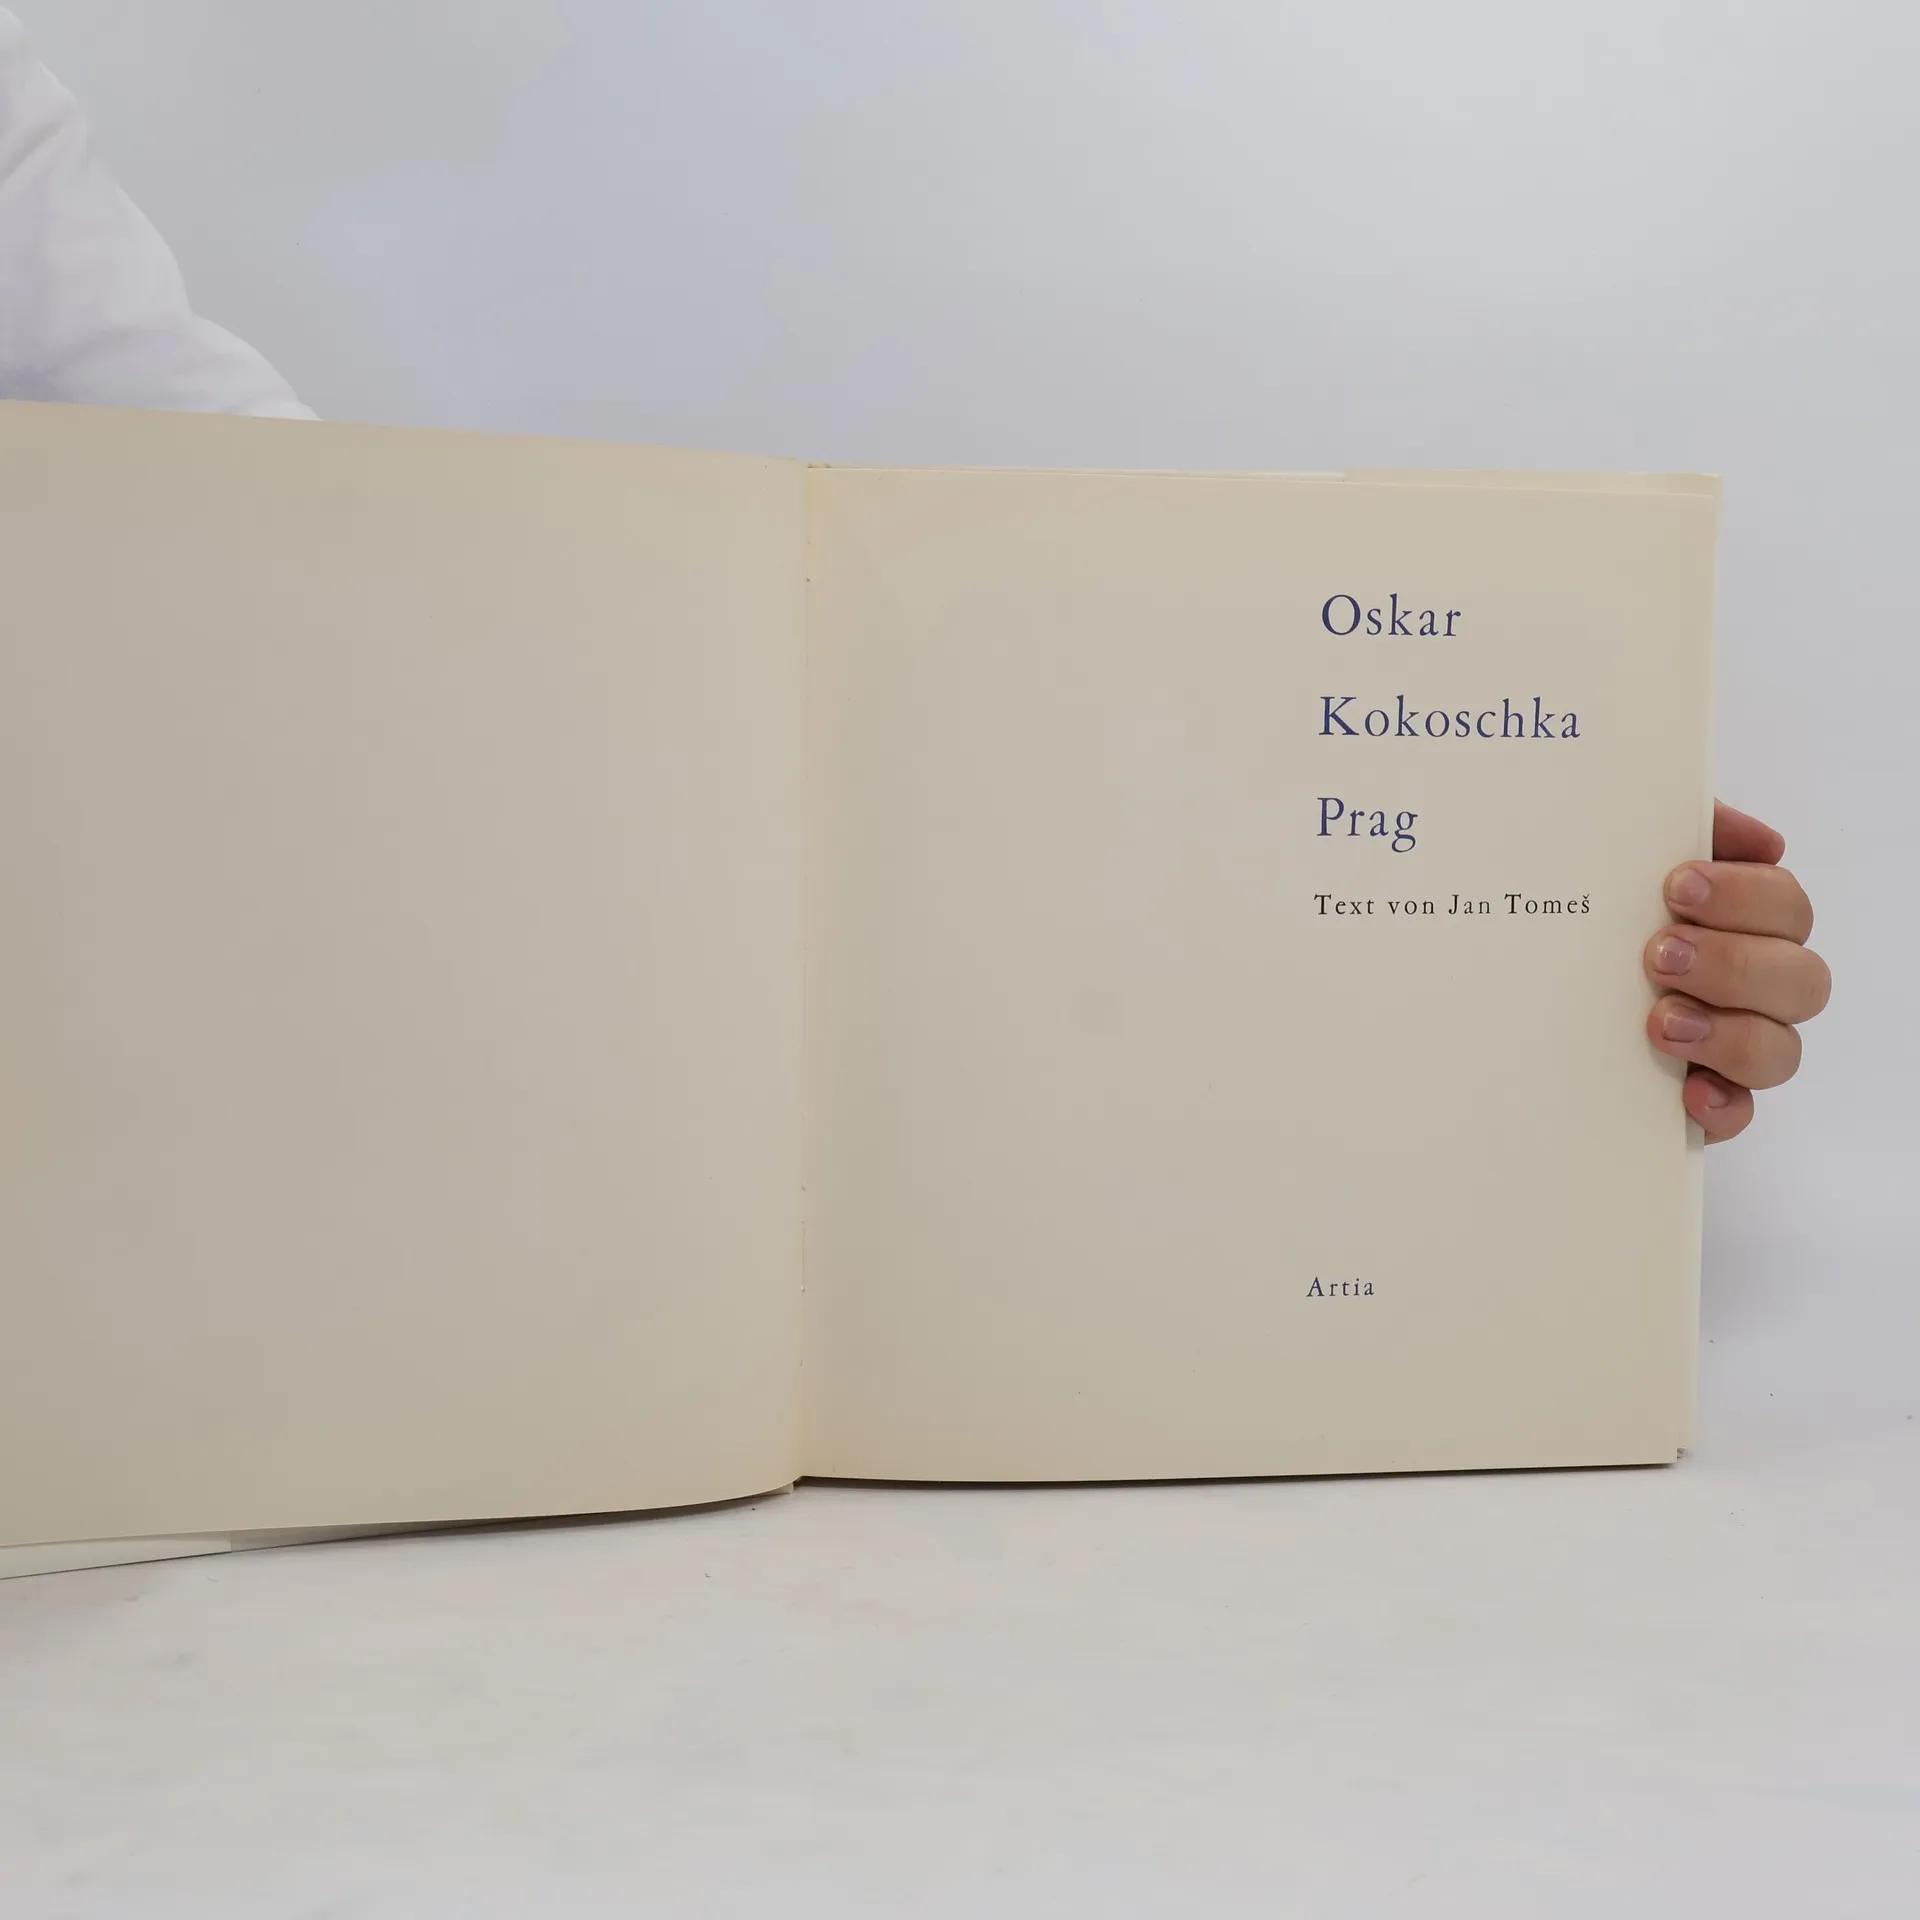 Oskar
Kokoschka
Prag
Text von Jan Tomeš
Artia